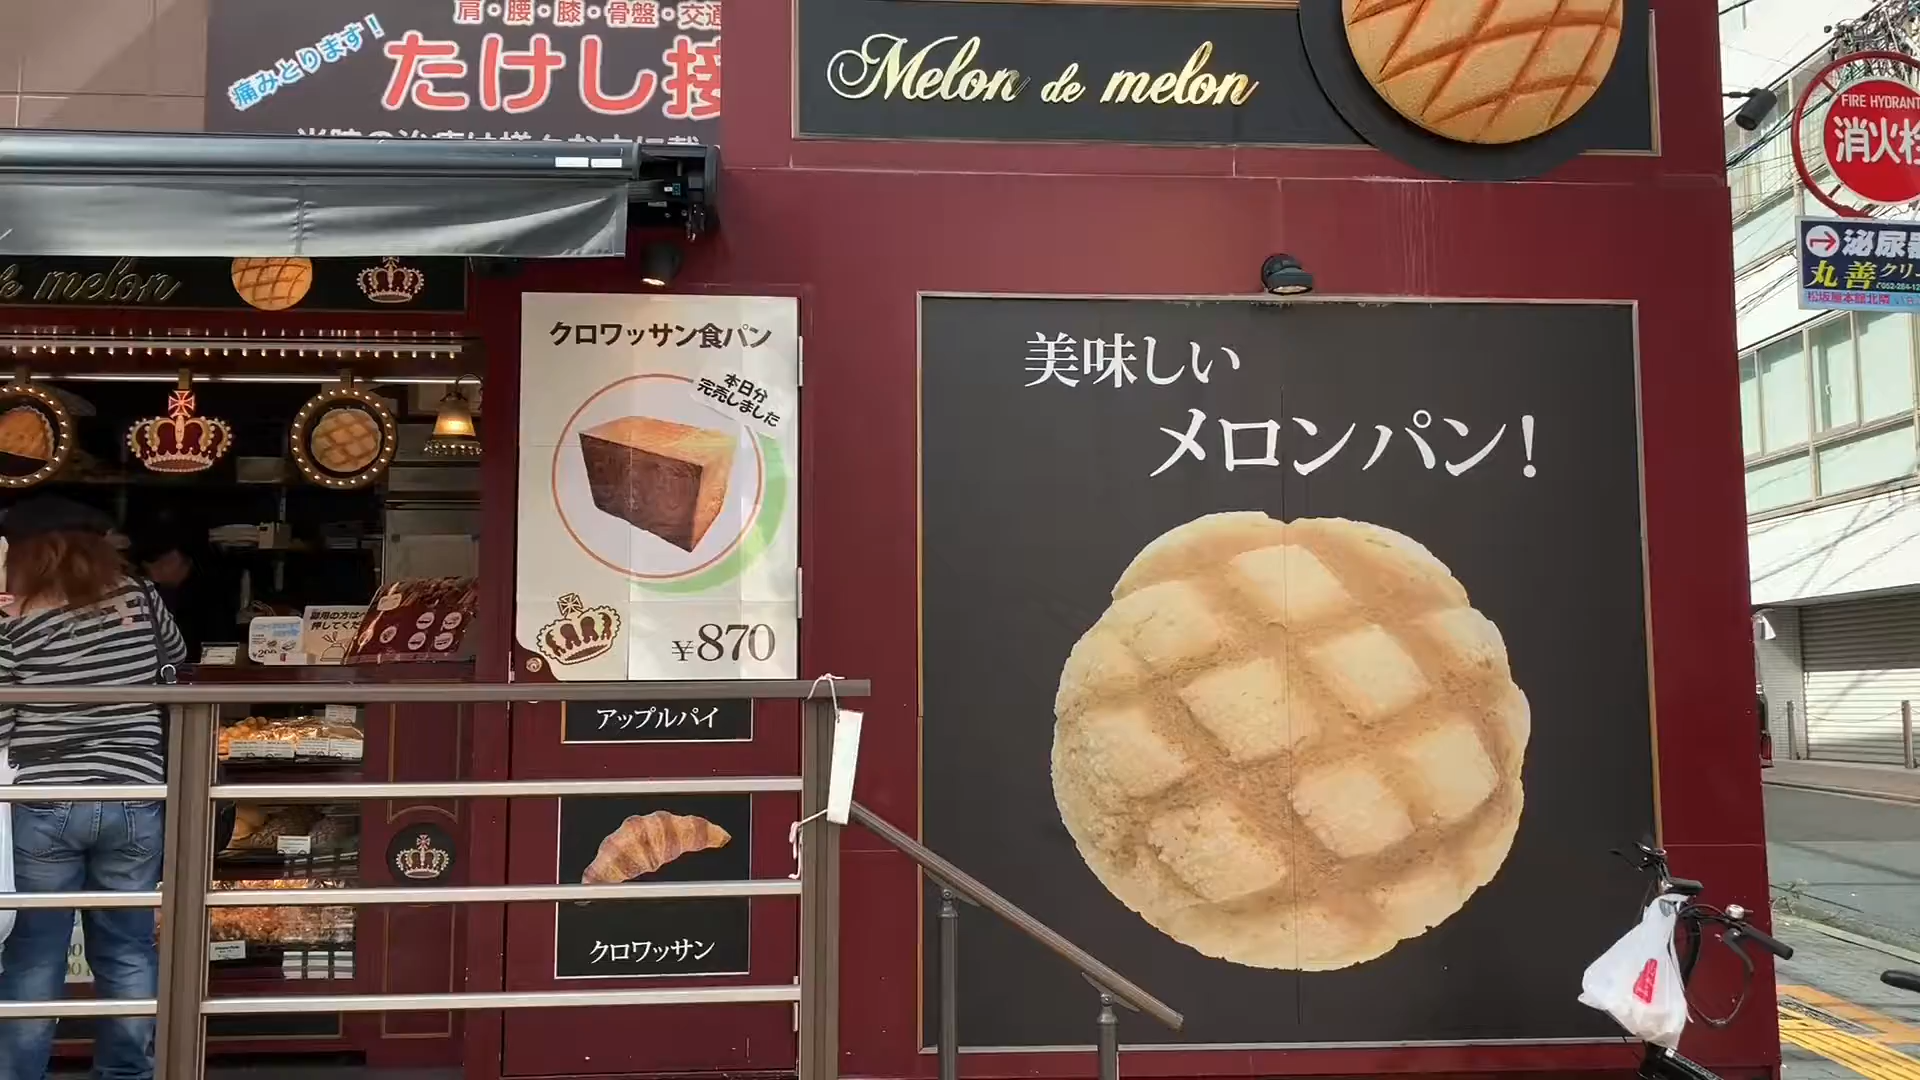 肩・腰・膝・骨盤・交通
痛みとります!
たけし接
Melon de melon
FIRE HYDRANT
消火栓
泌尿器
丸善クリ
松坂屋本館北隣
melon
クロワッサン食パン
本日分
完売しました
¥870
美味しい
メロンパン!
アップルパイ
クロワッサン